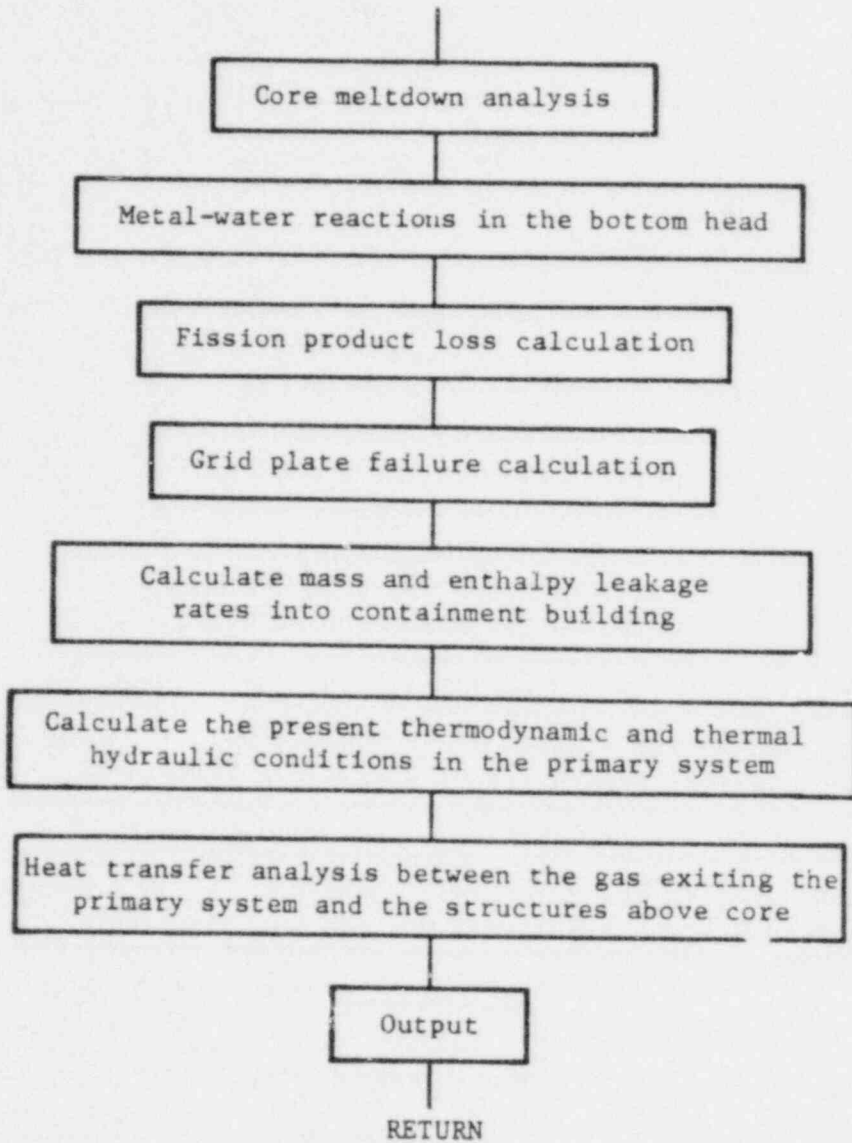 Core meltdown analysis
Metal-water reactions in the bottom head
Fission product loss calculation
Grid plate failure calculation
Calculate mass and enthalpy leakage
rates into containment building
Calculate the present thermodynamic and thermal
hydraulic conditions in the primary system
Heat transfer analysis between the gas exiting the
primary system and the structures above core
Output
RETURN